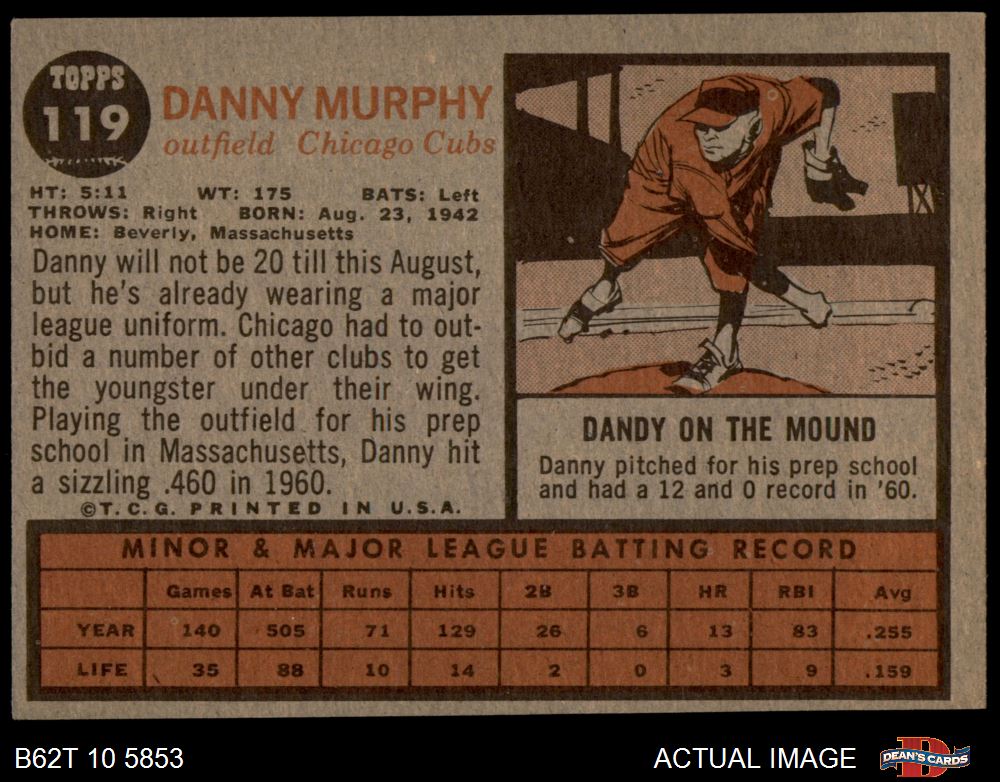 TOPPS
119
DANNY MURPHY
outfield Chicago Cubs
HT: 5:11 WT: 175 BATS: Left
THROWS: Right BORN: Aug. 23, 1942
HOME: Beverly, Massachusetts
Danny will not be 20 till this August,
but he's already wearing a major
league uniform. Chicago had to out-
bid a number of other clubs to get
the youngster under their wing.
Playing the outfield for his prep
school in Massachusetts, Danny hit
a sizzling .460 in 1960.
©T.C.G. PRINTED IN U.S.A.
DANDY ON THE MOUND
Danny pitched for his prep school
and had a 12 and 0 record in '60.
MINOR & MAJOR LEAGUE BATTING RECORD
Games At Bat Runs Hits 2B 3B HR RBI Avg
YEAR 140 505 71 129 26 6 13 83 .255
LIFE 35 88 10 14 2 0 3 9 .159
B62T 10 5853
ACTUAL IMAGE
DEAN'S CARDS